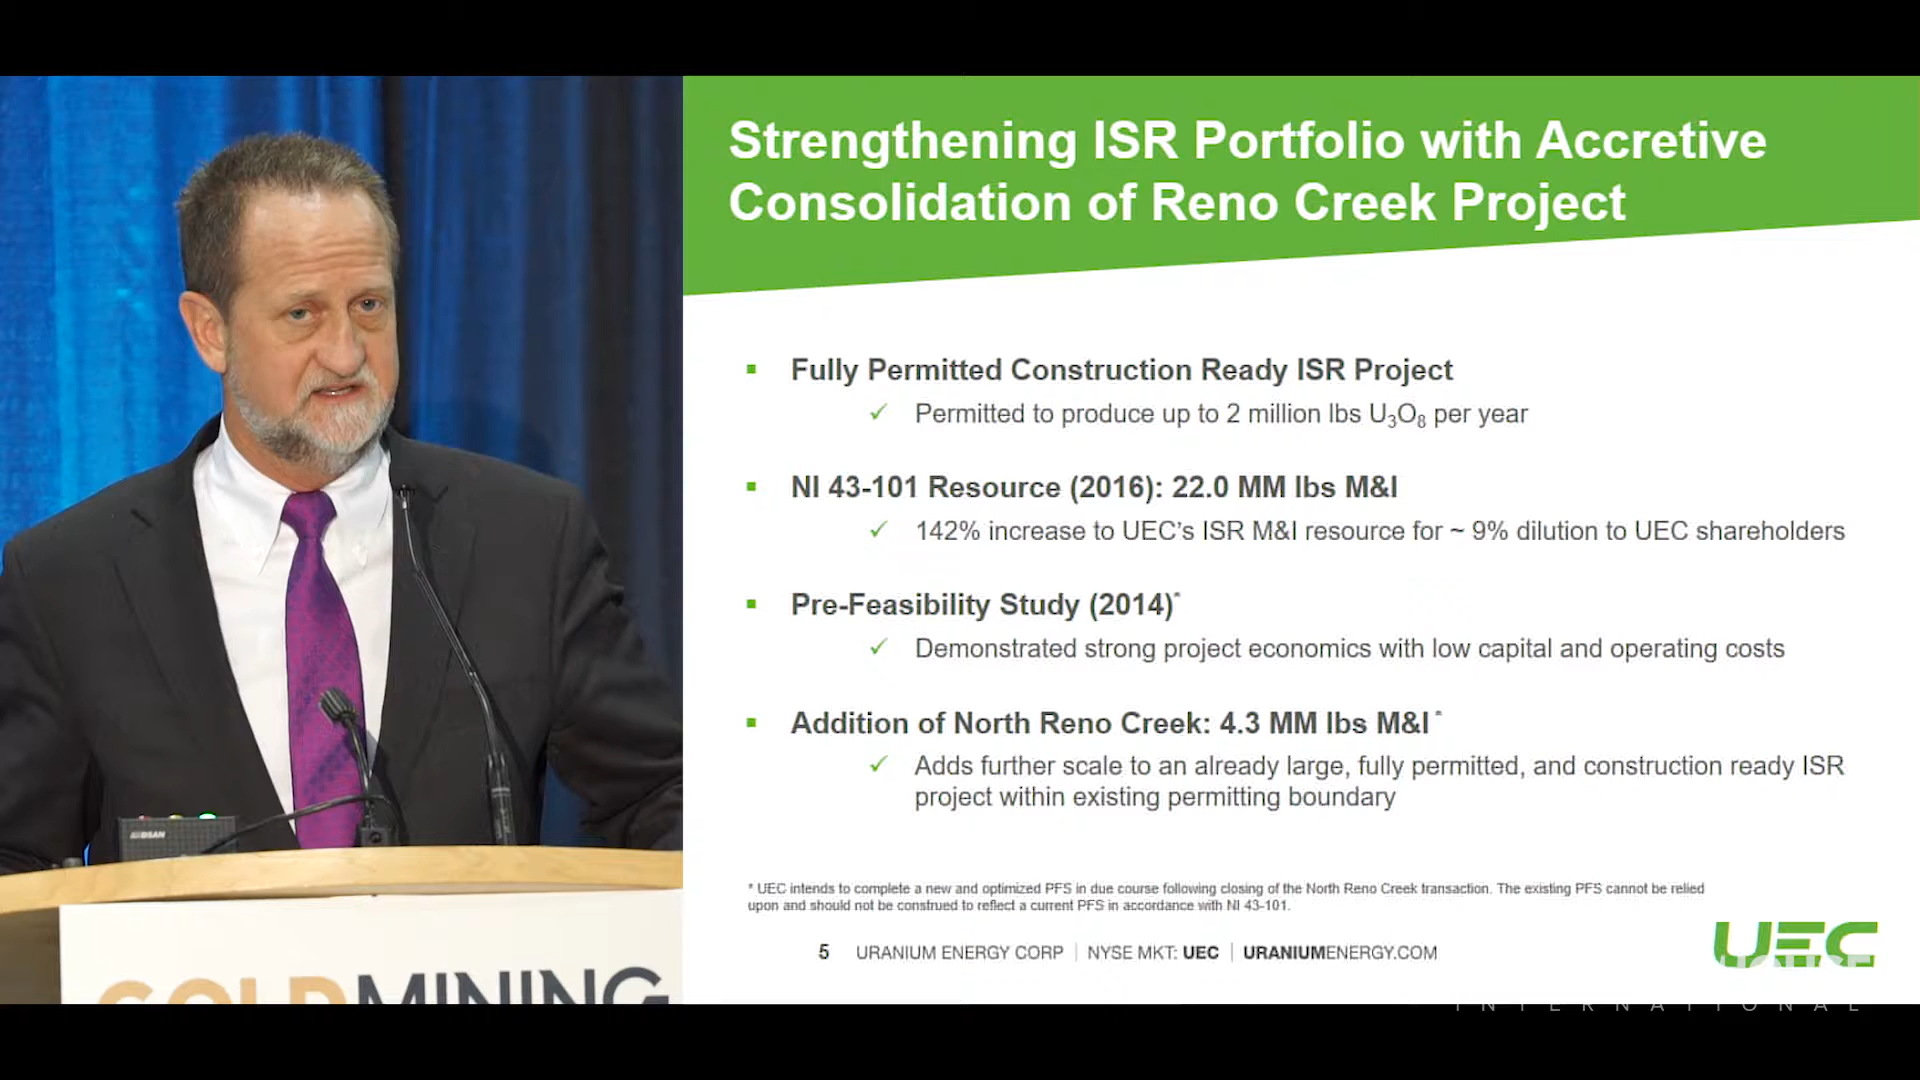 Strengthening ISR Portfolio with Accretive
Consolidation of Reno Creek Project
▪ Fully Permitted Construction Ready ISR Project
✓ Permitted to produce up to 2 million lbs U₃O₈ per year
▪ NI 43-101 Resource (2016): 22.0 MM lbs M&I
✓ 142% increase to UEC’s ISR M&I resource for ~ 9% dilution to UEC shareholders
▪ Pre-Feasibility Study (2014)*
✓ Demonstrated strong project economics with low capital and operating costs
▪ Addition of North Reno Creek: 4.3 MM lbs M&I *
✓ Adds further scale to an already large, fully permitted, and construction ready ISR
project within existing permitting boundary
* UEC intends to complete a new and optimized PFS in due course following closing of the North Reno Creek transaction. The existing PFS cannot be relied
upon and should not be construed to reflect a current PFS in accordance with NI 43-101.
5 URANIUM ENERGY CORP | NYSE MKT: UEC | URANIUMENERGY.COM
UEC
HOUSE
INTERNATIONAL
DSAN
GOLDMINING